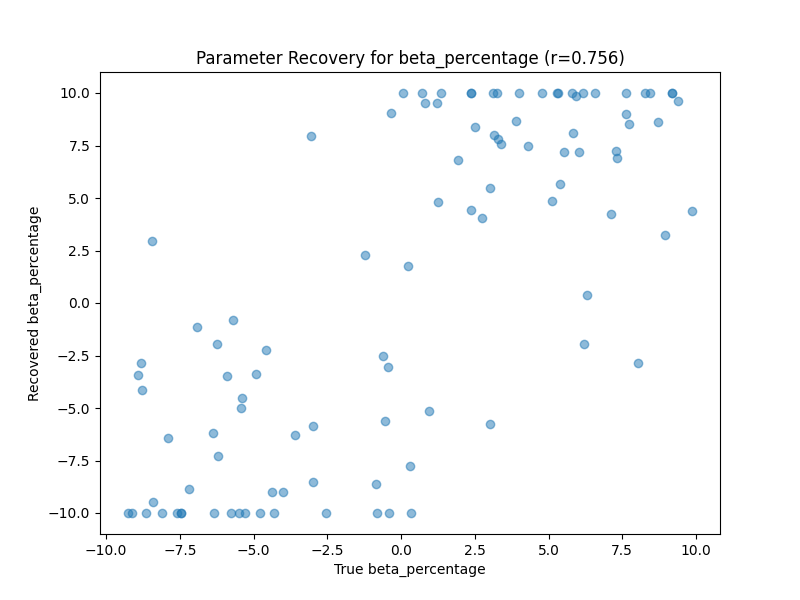 Parameter Recovery for beta_percentage (r=0.756)
10.0
7.5
5.0
2.5
0.0
−2.5
−5.0
−7.5
−10.0
Recovered beta_percentage
−10.0 −7.5 −5.0 −2.5 0.0 2.5 5.0 7.5 10.0
True beta_percentage